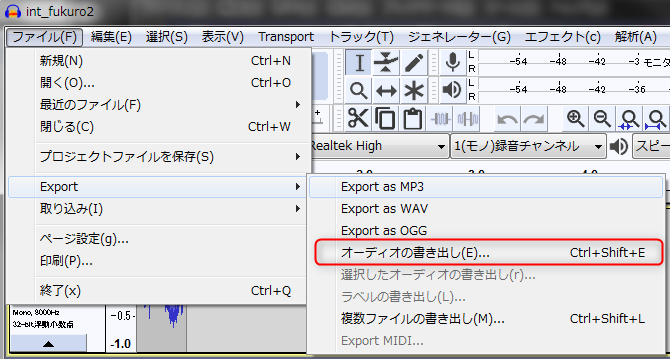 int_fukuro2
ファイル(F) 編集(E) 選択(S) 表示(V) Transport トラック(T) ジェネレーター(G) エフェクト(c) 解析(A)
新規(N) Ctrl+N
開く(O)... Ctrl+O
最近のファイル(F)
閉じる(C) Ctrl+W
プロジェクトファイルを保存(S)
Export
取り込み(I)
ページ設定(g)...
印刷(P)...
終了(x) Ctrl+Q
L
R
-54 -48 -42 -3 モニタ
L
R
-54 -48 -42 -36
Realtek High 1(モノ)録音チャンネル スピー
3.0 4.0
Export as MP3
Export as WAV
Export as OGG
オーディオの書き出し(E)... Ctrl+Shift+E
選択したオーディオの書き出し(r)...
ラベルの書き出し(L)...
複数ファイルの書き出し(M)... Ctrl+Shift+L
Export MIDI...
Mono, 8000Hz
32-bit浮動小数点
-0.5-
-1.0